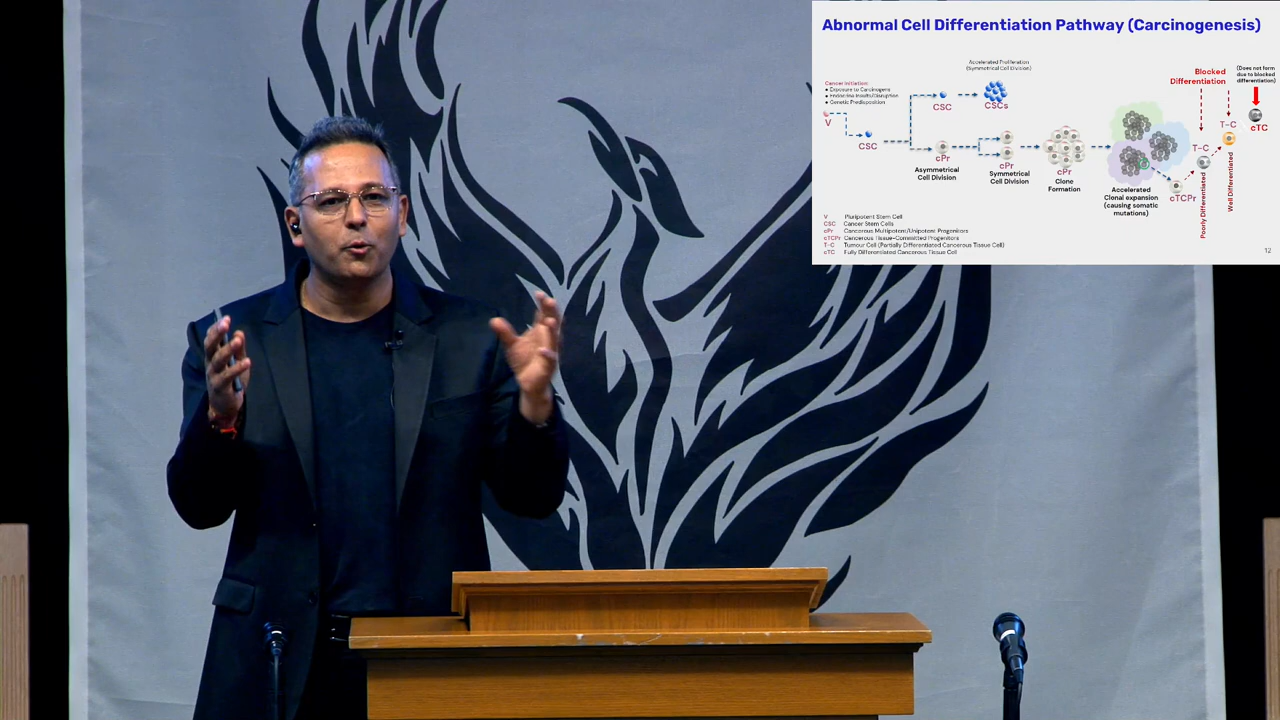 Abnormal Cell Differentiation Pathway (Carcinogenesis)
Accelerated Proliferation
(Symmetrical Cell Division)
Cancer Initiation:
• Exposure to Carcinogens
• Endocrine Insults/Disruption
• Genetic Predisposition
V
CSC
CSC
CSCs
cPr
Asymmetrical
Cell Division
cPr
Symmetrical
Cell Division
cPr
Clone
Formation
Accelerated
Clonal expansion
(causing somatic
mutations)
Blocked
Differentiation
(Does not form
due to blocked
differentiation)
cTCPr
T-C
Poorly Differentiated
T-C
Well Differentiated
cTC
V Pluripotent Stem Cell
CSC Cancer Stem Cells
cPr Cancerous Multipotent/Unipotent Progenitors
cTCPr Cancerous Tissue-Committed Progenitors
T-C Tumour Cell (Partially Differentiated Cancerous Tissue Cell)
cTC Fully Differentiated Cancerous Tissue Cell
12